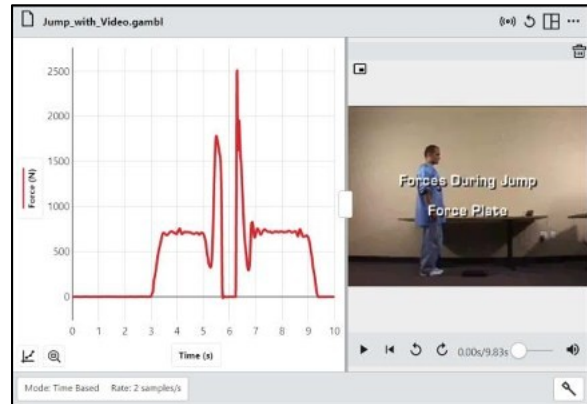 Jump_with_Video.gambl
2500
2000
1500
1000
500
0
Force (N)
0 1 2 3 4 5 6 7 8 9 10
Time (s)
Forces During Jump
Force Plate
0.00s/9.83s
Mode: Time Based Rate: 2 samples/s